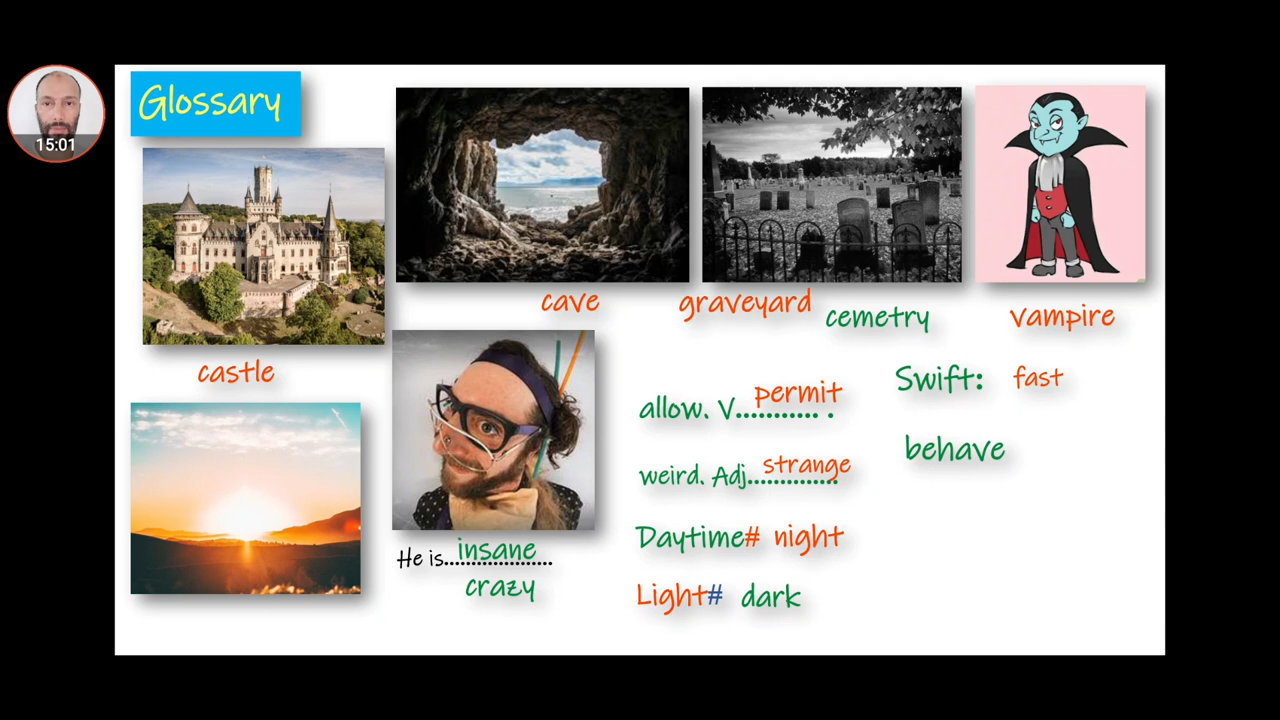 Glossary
15:01
cave
graveyard
cemetry
vampire
castle
Swift: fast
allow. V............ .
permit
behave
weird. Adj..............
strange
He is....................
insane
crazy
Daytime# night
Light# dark